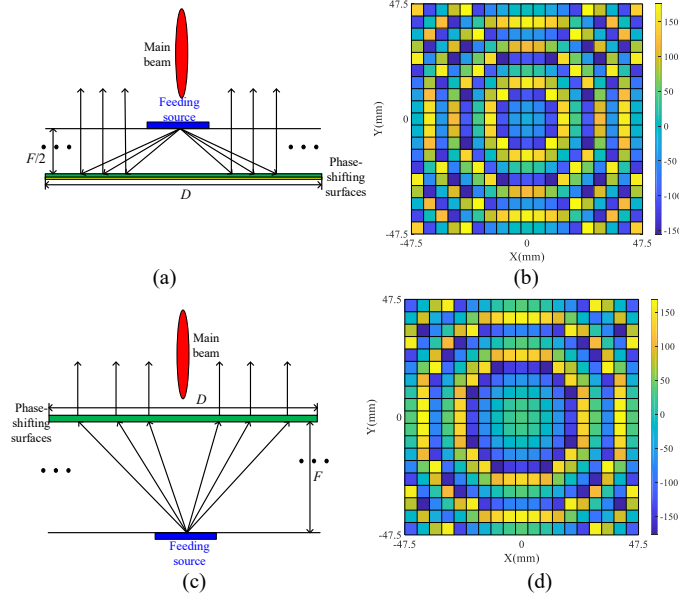 Main
beam
Feeding
source
F/2
Phase-
shifting
surfaces
D
(a)
47.5
Y(mm)
0
-47.5
-47.5
0
47.5
X(mm)
150
100
50
0
-50
-100
-150
(b)
Main
beam
D
Phase-
shifting
surfaces
F
Feeding
source
(c)
47.5
Y(mm)
0
-47.5
-47.5
0
47.5
X(mm)
150
100
50
0
-50
-100
-150
(d)